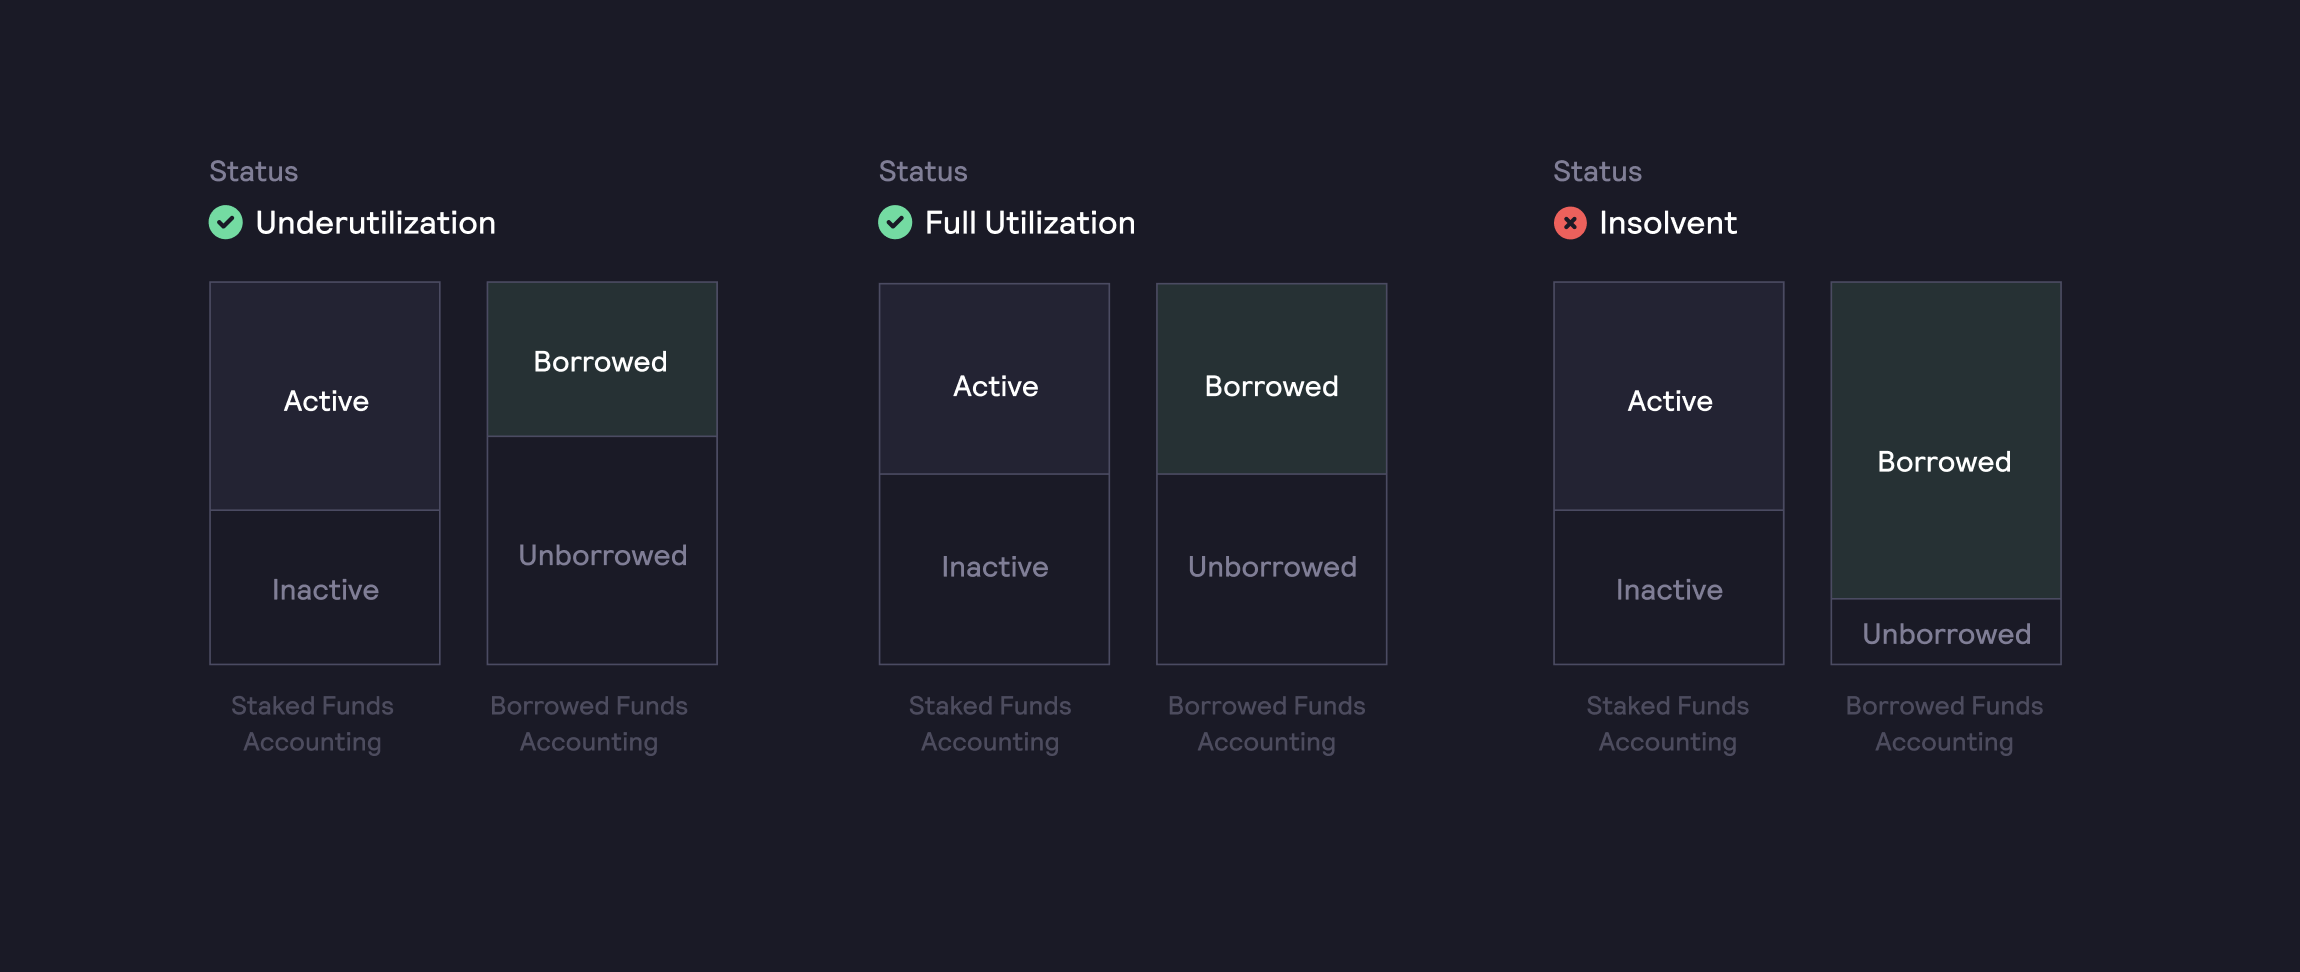 Status
Underutilization
Active
Inactive
Borrowed
Unborrowed
Staked Funds
Accounting
Borrowed Funds
Accounting
Status
Full Utilization
Active
Inactive
Borrowed
Unborrowed
Staked Funds
Accounting
Borrowed Funds
Accounting
Status
Insolvent
Active
Inactive
Borrowed
Unborrowed
Staked Funds
Accounting
Borrowed Funds
Accounting